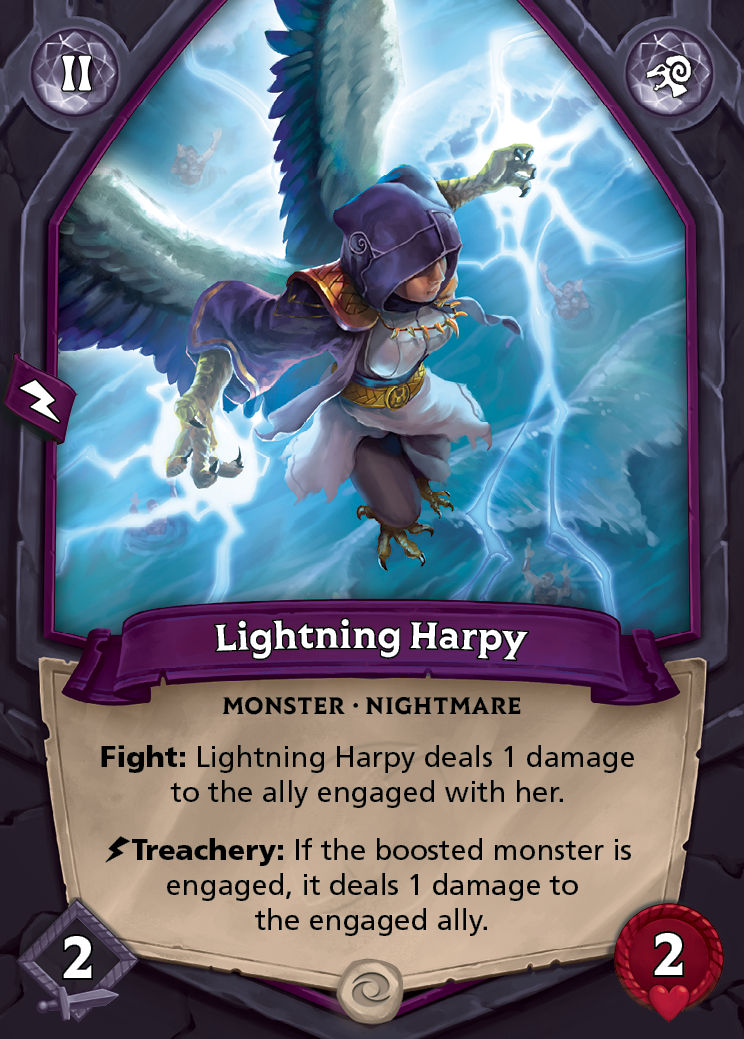 II
Lightning Harpy
MONSTER · NIGHTMARE
Fight: Lightning Harpy deals 1 damage
to the ally engaged with her.
Treachery: If the boosted monster is
engaged, it deals 1 damage to
the engaged ally.
2
2